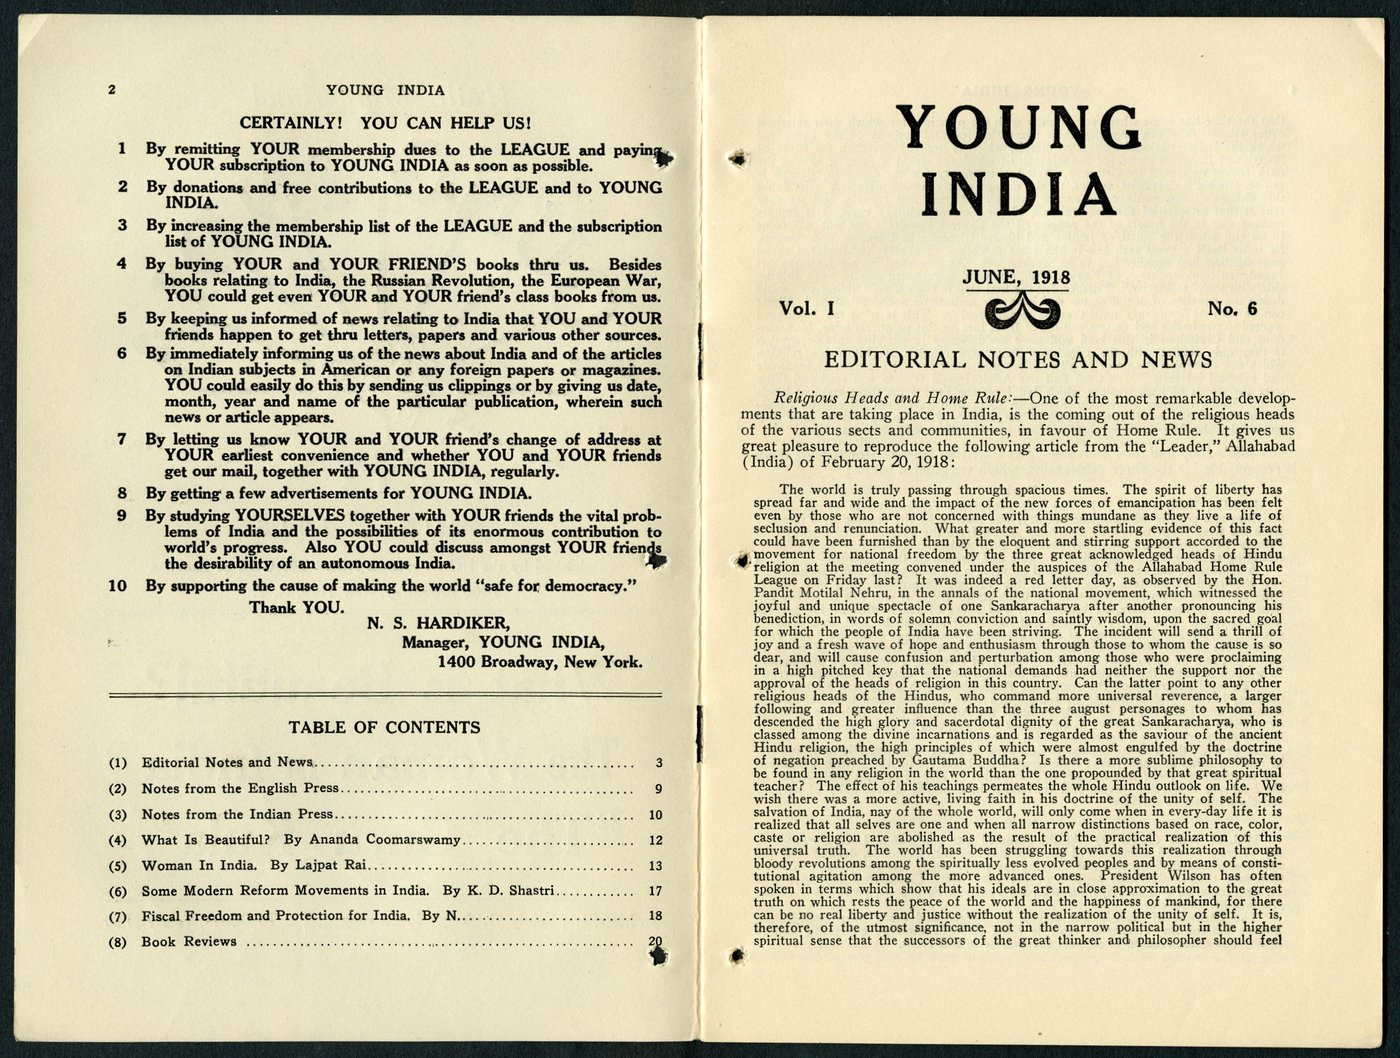 2 YOUNG INDIA
CERTAINLY! YOU CAN HELP US!
1 By remitting YOUR membership dues to the LEAGUE and paying
YOUR subscription to YOUNG INDIA as soon as possible.
2 By donations and free contributions to the LEAGUE and to YOUNG
INDIA.
3 By increasing the membership list of the LEAGUE and the subscription
list of YOUNG INDIA.
4 By buying YOUR and YOUR FRIEND'S books thru us. Besides
books relating to India, the Russian Revolution, the European War,
YOU could get even YOUR and YOUR friend's class books from us.
5 By keeping us informed of news relating to India that YOU and YOUR
friends happen to get thru letters, papers and various other sources.
6 By immediately informing us of the news about India and of the articles
on Indian subjects in American or any foreign papers or magazines.
YOU could easily do this by sending us clippings or by giving us date,
month, year and name of the particular publication, wherein such
news or article appears.
7 By letting us know YOUR and YOUR friend's change of address at
YOUR earliest convenience and whether YOU and YOUR friends
get our mail, together with YOUNG INDIA, regularly.
8 By getting a few advertisements for YOUNG INDIA.
9 By studying YOURSELVES together with YOUR friends the vital prob-
lems of India and the possibilities of its enormous contribution to
world's progress. Also YOU could discuss amongst YOUR friends
the desirability of an autonomous India.
10 By supporting the cause of making the world "safe for democracy."
Thank YOU.
N. S. HARDIKER,
Manager, YOUNG INDIA,
1400 Broadway, New York.
TABLE OF CONTENTS
(1) Editorial Notes and News.................................................. 3
(2) Notes from the English Press............................................. 9
(3) Notes from the Indian Press.............................................. 10
(4) What Is Beautiful? By Ananda Coomarswamy.......................... 12
(5) Woman In India. By Lajpat Rai........................................ 13
(6) Some Modern Reform Movements in India. By K. D. Shastri............ 17
(7) Fiscal Freedom and Protection for India. By N.......................... 18
(8) Book Reviews ........................................................... 20
YOUNG
INDIA
JUNE, 1918
Vol. I No. 6
EDITORIAL NOTES AND NEWS
Religious Heads and Home Rule:—One of the most remarkable develop-
ments that are taking place in India, is the coming out of the religious heads
of the various sects and communities, in favour of Home Rule. It gives us
great pleasure to reproduce the following article from the "Leader," Allahabad
(India) of February 20, 1918:
The world is truly passing through spacious times. The spirit of liberty has
spread far and wide and the impact of the new forces of emancipation has been felt
even by those who are not concerned with things mundane as they live a life of
seclusion and renunciation. What greater and more startling evidence of this fact
could have been furnished than by the eloquent and stirring support accorded to the
movement for national freedom by the three great acknowledged heads of Hindu
religion at the meeting convened under the auspices of the Allahabad Home Rule
League on Friday last? It was indeed a red letter day, as observed by the Hon.
Pandit Motilal Nehru, in the annals of the national movement, which witnessed the
joyful and unique spectacle of one Sankaracharya after another pronouncing his
benediction, in words of solemn conviction and saintly wisdom, upon the sacred goal
for which the people of India have been striving. The incident will send a thrill of
joy and a fresh wave of hope and enthusiasm through those to whom the cause is so
dear, and will cause confusion and perturbation among those who were proclaiming
in a high pitched key that the national demands had neither the support nor the
approval of the heads of religion in this country. Can the latter point to any other
religious heads of the Hindus, who command more universal reverence, a larger
following and greater influence than the three august personages to whom has
descended the high glory and sacerdotal dignity of the great Sankaracharya, who is
classed among the divine incarnations and is regarded as the saviour of the ancient
Hindu religion, the high principles of which were almost engulfed by the doctrine
of negation preached by Gautama Buddha? Is there a more sublime philosophy to
be found in any religion in the world than the one propounded by that great spiritual
teacher? The effect of his teachings permeates the whole Hindu outlook on life. We
wish there was a more active, living faith in his doctrine of the unity of self. The
salvation of India, nay of the whole world, will only come when in every-day life it is
realized that all selves are one and when all narrow distinctions based on race, color,
caste or religion are abolished as the result of the practical realization of this
universal truth. The world has been struggling towards this realization through
bloody revolutions among the spiritually less evolved peoples and by means of consti-
tutional agitation among the more advanced ones. President Wilson has often
spoken in terms which show that his ideals are in close approximation to the great
truth on which rests the peace of the world and the happiness of mankind, for there
can be no real liberty and justice without the realization of the unity of self. It is,
therefore, of the utmost significance, not in the narrow political but in the higher
spiritual sense that the successors of the great thinker and philosopher should feel